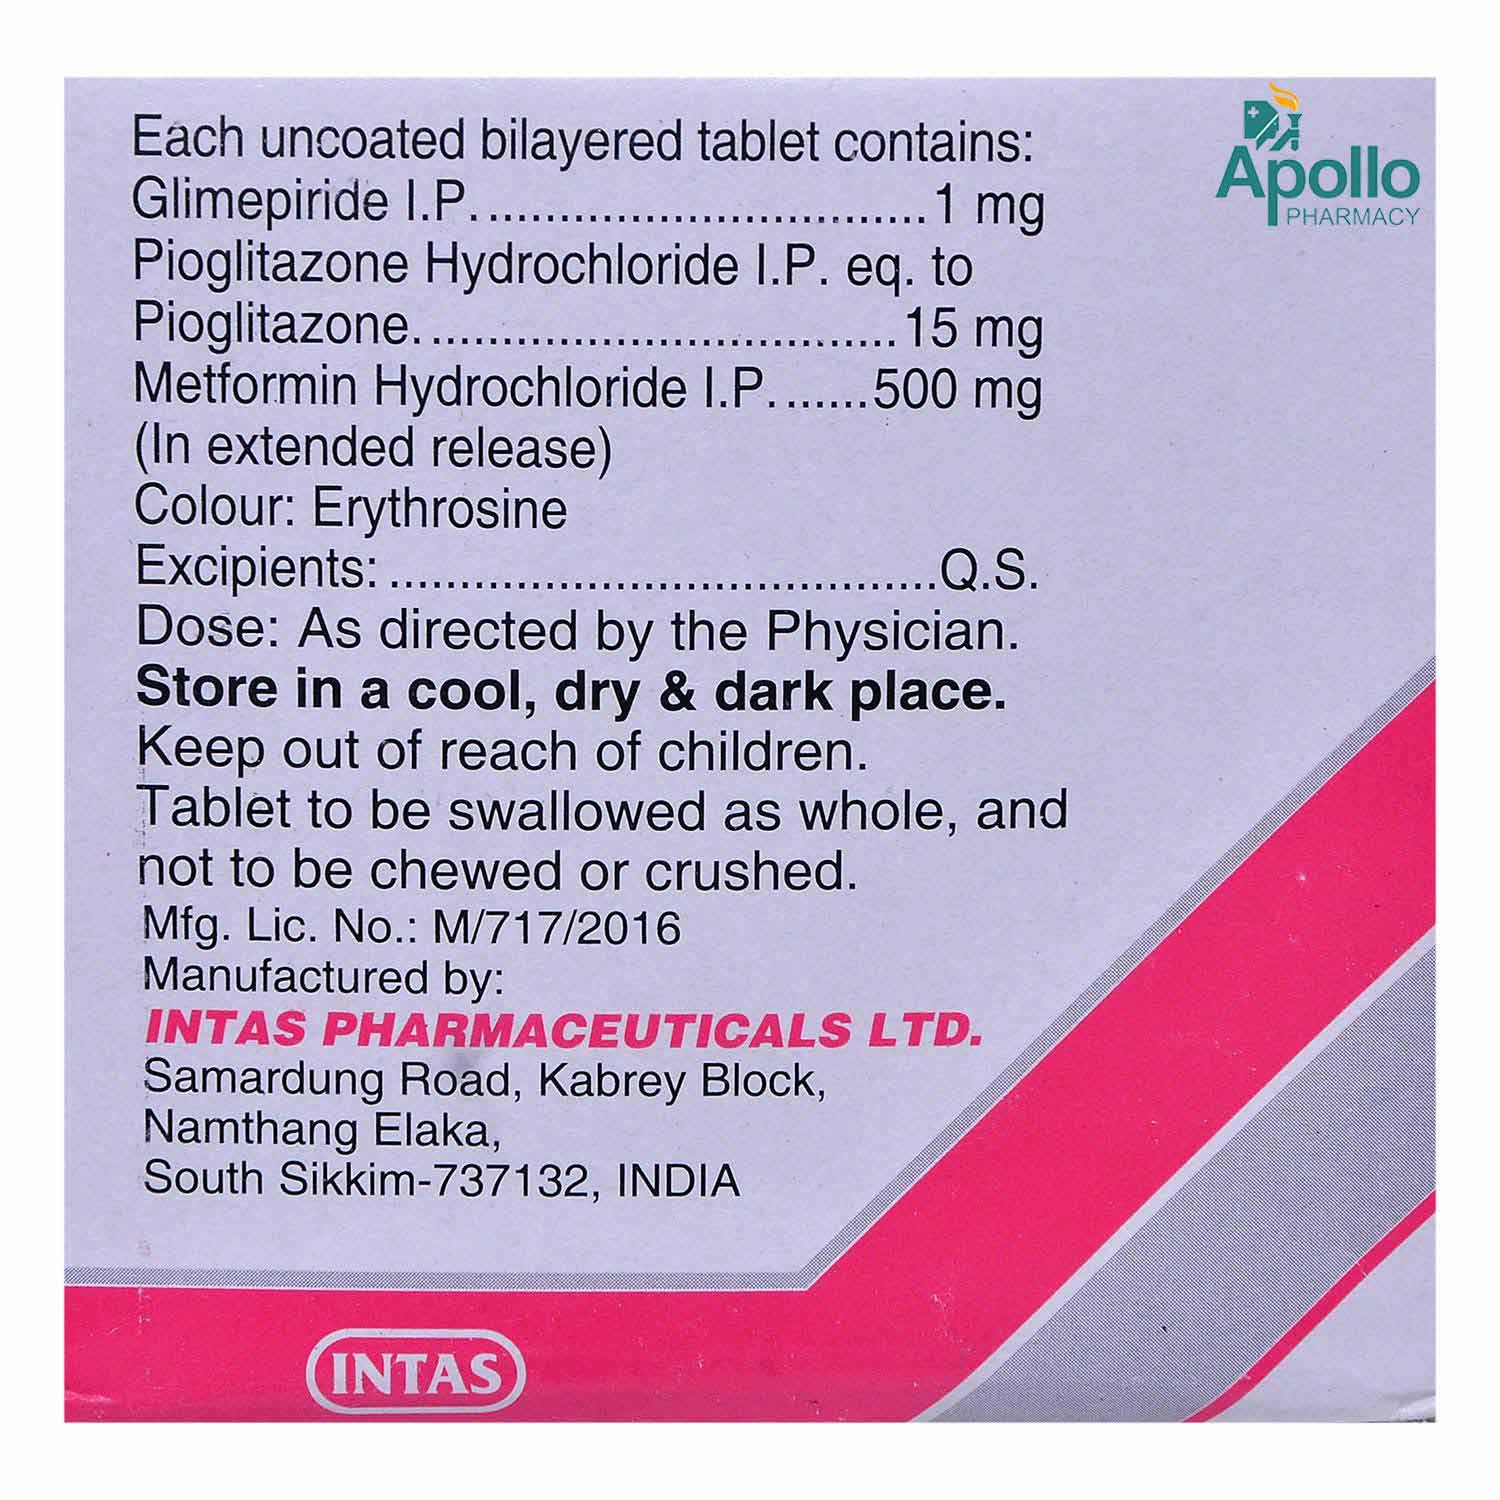 Apollo
PHARMACY
Each uncoated bilayered tablet contains:
Glimepiride I.P.................................1 mg
Pioglitazone Hydrochloride I.P. eq. to
Pioglitazone...................................15 mg
Metformin Hydrochloride I.P.......500 mg
(In extended release)
Colour: Erythrosine
Excipients: .......................................Q.S.
Dose: As directed by the Physician.
Store in a cool, dry & dark place.
Keep out of reach of children.
Tablet to be swallowed as whole, and
not to be chewed or crushed.
Mfg. Lic. No.: M/717/2016
Manufactured by:
INTAS PHARMACEUTICALS LTD.
Samardung Road, Kabrey Block,
Namthang Elaka,
South Sikkim-737132, INDIA
INTAS